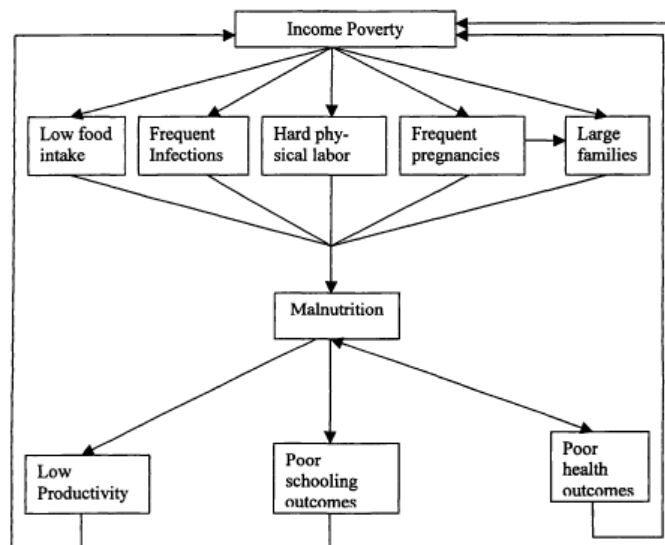 Income Poverty
Low food
intake
Frequent
Infections
Hard phy-
sical labor
Frequent
pregnancies
Large
families
Malnutrition
Low
Productivity
Poor
schooling
outcomes
Poor
health
outcomes